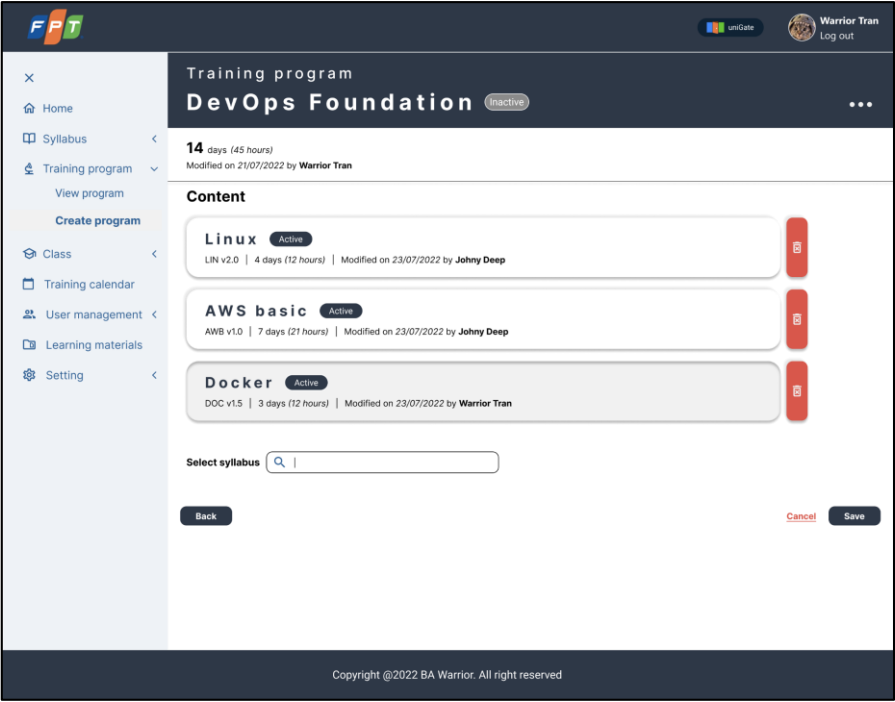 FPT
uniGate
Warrior Tran
Log out
Home
Syllabus
Training program
View program
Create program
Class
Training calendar
User management
Learning materials
Setting
Training program
DevOps Foundation Inactive
14 days (45 hours)
Modified on 21/07/2022 by Warrior Tran
Content
Linux Active
LIN v2.0 | 4 days (12 hours) | Modified on 23/07/2022 by Johny Deep
AWS basic Active
AWB v1.0 | 7 days (21 hours) | Modified on 23/07/2022 by Johny Deep
Docker Active
DOC v1.5 | 3 days (12 hours) | Modified on 23/07/2022 by Warrior Tran
Select syllabus
Back
Cancel
Save
Copyright @2022 BA Warrior. All right reserved